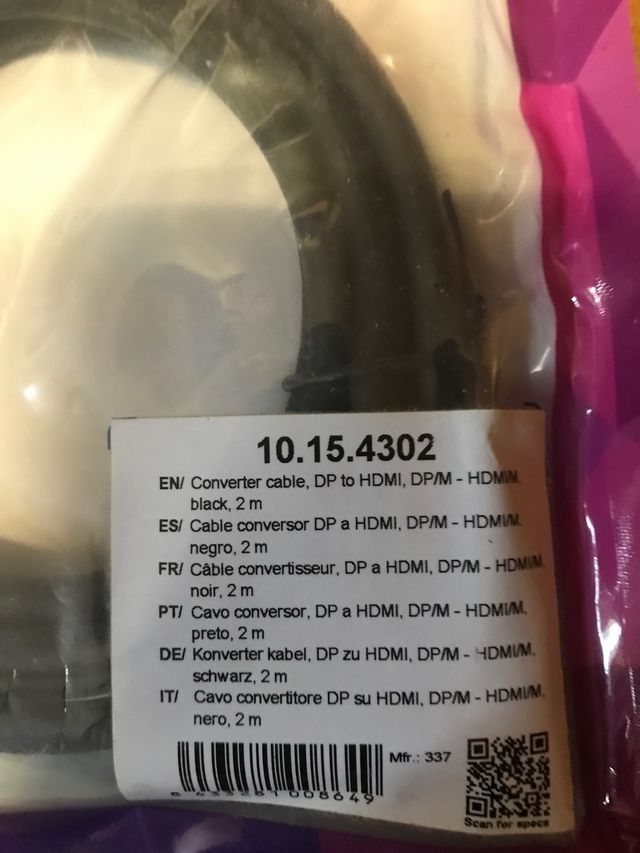 10.15.4302
EN/ Converter cable, DP to HDMI, DP/M - HDMI/M,
black, 2 m
ES/ Cable conversor DP a HDMI, DP/M - HDMI/M.
negro, 2 m
FR/ Câble convertisseur, DP a HDMI, DP/M - HDMI/M,
noir, 2 m
PT/ Cavo conversor, DP a HDMI, DP/M - HDMI/M,
preto, 2 m
DE/ Konverter kabel, DP zu HDMI, DP/M - HDMI/M,
schwarz, 2 m
IT/ Cavo convertitore DP su HDMI, DP/M - HDMI/M.
nero, 2 m
Mfr.: 337
008649
Scan for specs